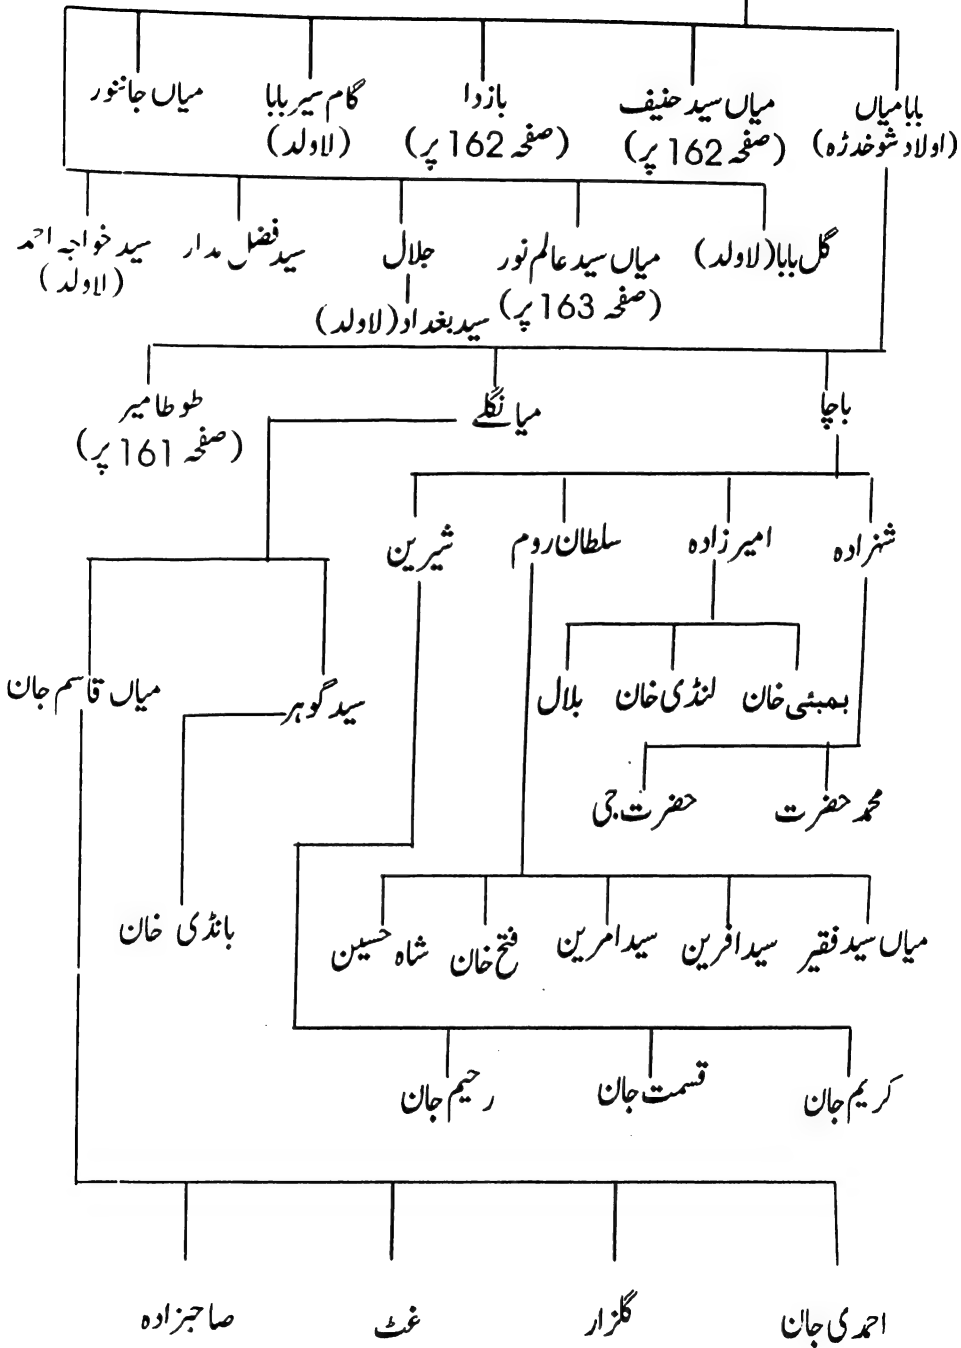 بابامیاں
(اولاد شوخدڑہ)
میاں سید حنیف
(صفحہ 162 پر)
بازدا
(صفحہ 162 پر)
گام سیر بابا
(لاولد)
میاں جانور
گل بابا (لاولد)
میاں سید عالم نور
(صفحہ 163 پر)
جلال
سید بغداد (لاولد)
سید فضل مدار
سید خواجہ احمد
(لاولد)
باچا
میانگلے
طوطا میر
(صفحہ 161 پر)
شہزادہ
امیر زادہ
سلطان روم
شیرین
بمبئی خان
لنڈی خان
بلال
میاں قاسم جان
سید گوہر
محمد حضرت
حضرت جی
بانڈی خان
میاں سید فقیر
سید افرین
سید امرین
فتح خان
شاہ حسین
کریم جان
قسمت جان
رحیم جان
احمدی جان
گلزار
غٹ
صاحبزادہ